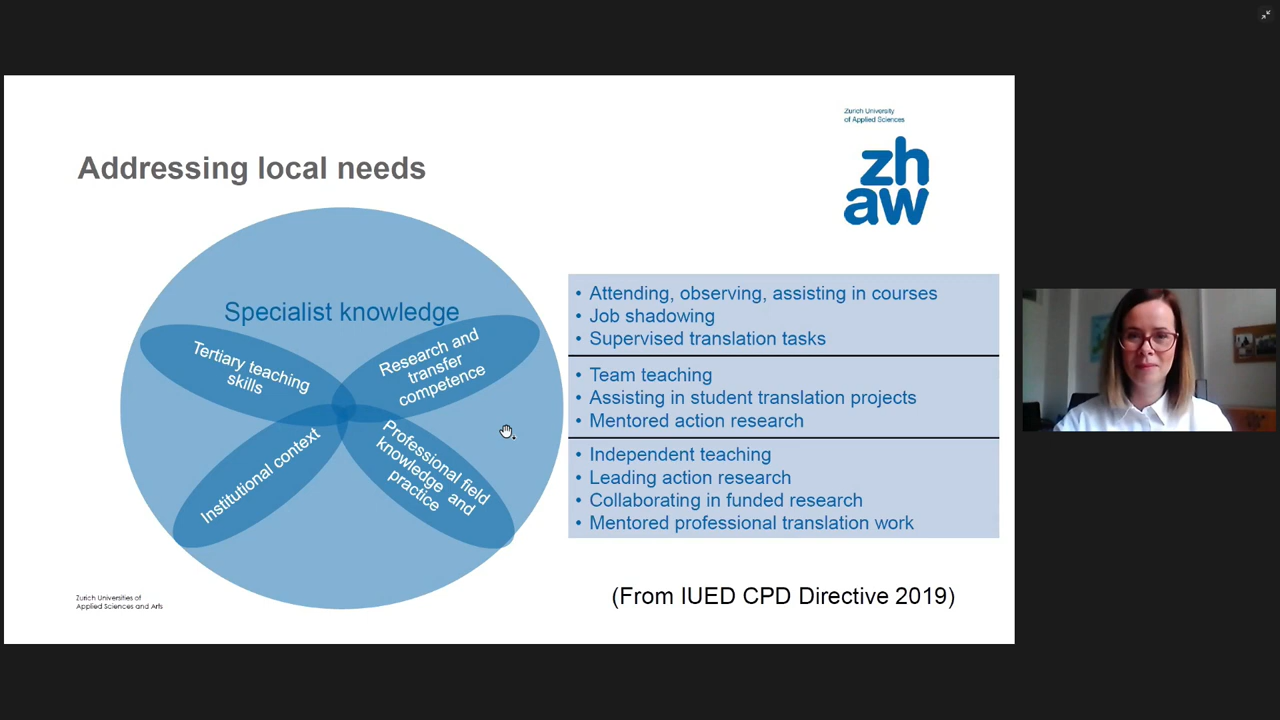 Zurich University
of Applied Sciences
zh
aw
Addressing local needs
Specialist knowledge
Tertiary teaching
skills
Research and
transfer
competence
Institutional context
Professional field
knowledge and
practice
• Attending, observing, assisting in courses
• Job shadowing
• Supervised translation tasks
• Team teaching
• Assisting in student translation projects
• Mentored action research
• Independent teaching
• Leading action research
• Collaborating in funded research
• Mentored professional translation work
(From IUED CPD Directive 2019)
Zurich Universities of
Applied Sciences and Arts